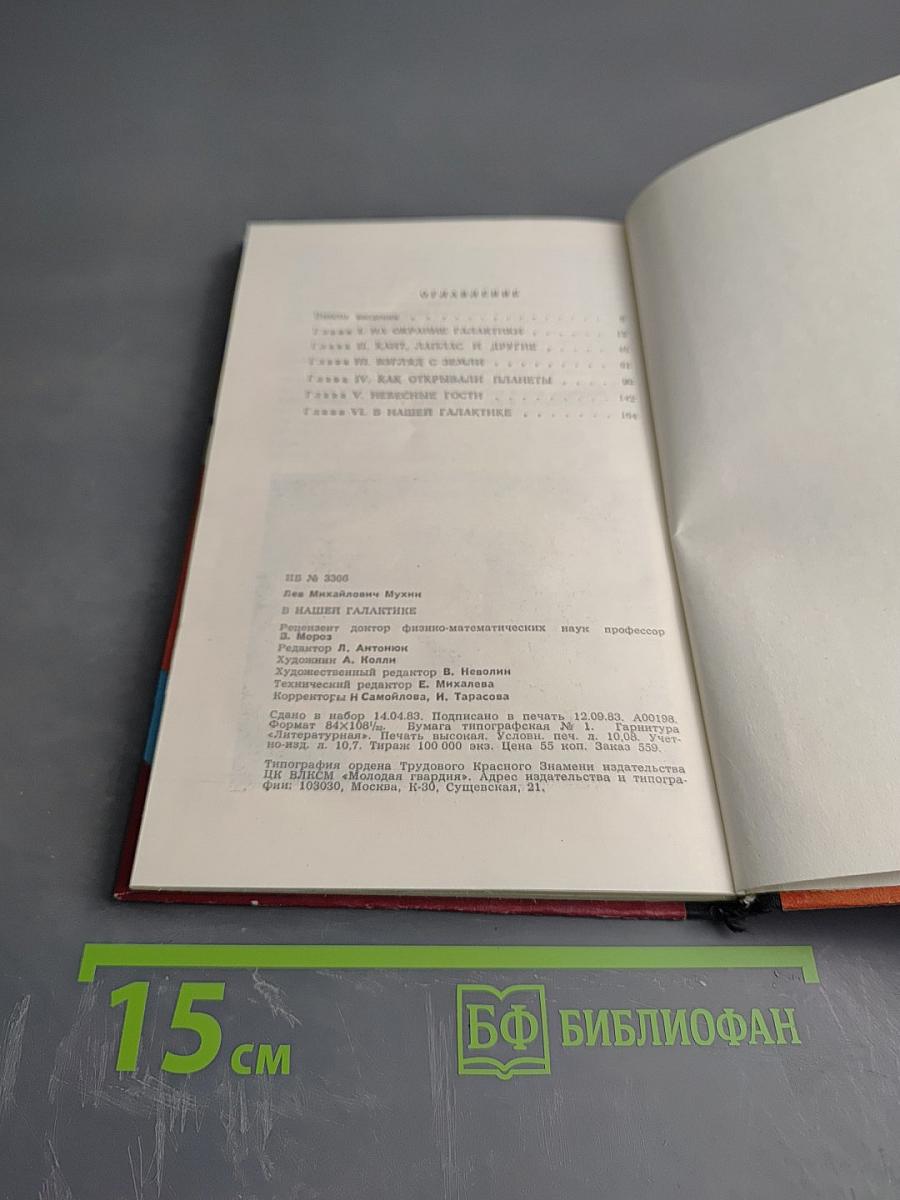 ОГЛАВЛЕНИЕ
Глава I. НА ОКРАИНЕ ГАЛАКТИКИ
Глава II. КАНТ, ЛАПЛАС И ДРУГИЕ
Глава III. ВЗГЛЯД С ЗЕМЛИ
Глава IV. КАК ОТКРЫВАЛИ ПЛАНЕТЫ
Глава V. НЕБЕСНЫЕ ГОСТИ 142
Глава VI. В НАШЕЙ ГАЛАКТИКЕ 164
ИБ № 3366
Лев Михайлович Мухин
В НАШЕЙ ГАЛАКТИКЕ
Рецензент доктор физико-математических наук профессор
В. Мороз
Редактор Л. Антонюк
Художник А. Колли
Художественный редактор В. Неволин
Технический редактор Е. Михалева
Корректоры Н Самойлова, И. Тарасова
Сдано в набор 14.04.83. Подписано в печать 12.09.83. А00198.
Формат 84×108 1/32. Бумага типографская № 1. Гарнитура
«Литературная». Печать высокая. Условн. печ. л. 10,08. Учет-
но-изд. л. 10,7. Тираж 100 000 экз. Цена 55 коп. Заказ 559.
Типография ордена Трудового Красного Знамени издательства
ЦК ВЛКСМ «Молодая гвардия». Адрес издательства и типогра-
фии: 103030, Москва, К-30, Сущевская, 21.
15 см
БФ БИБЛИОФАН